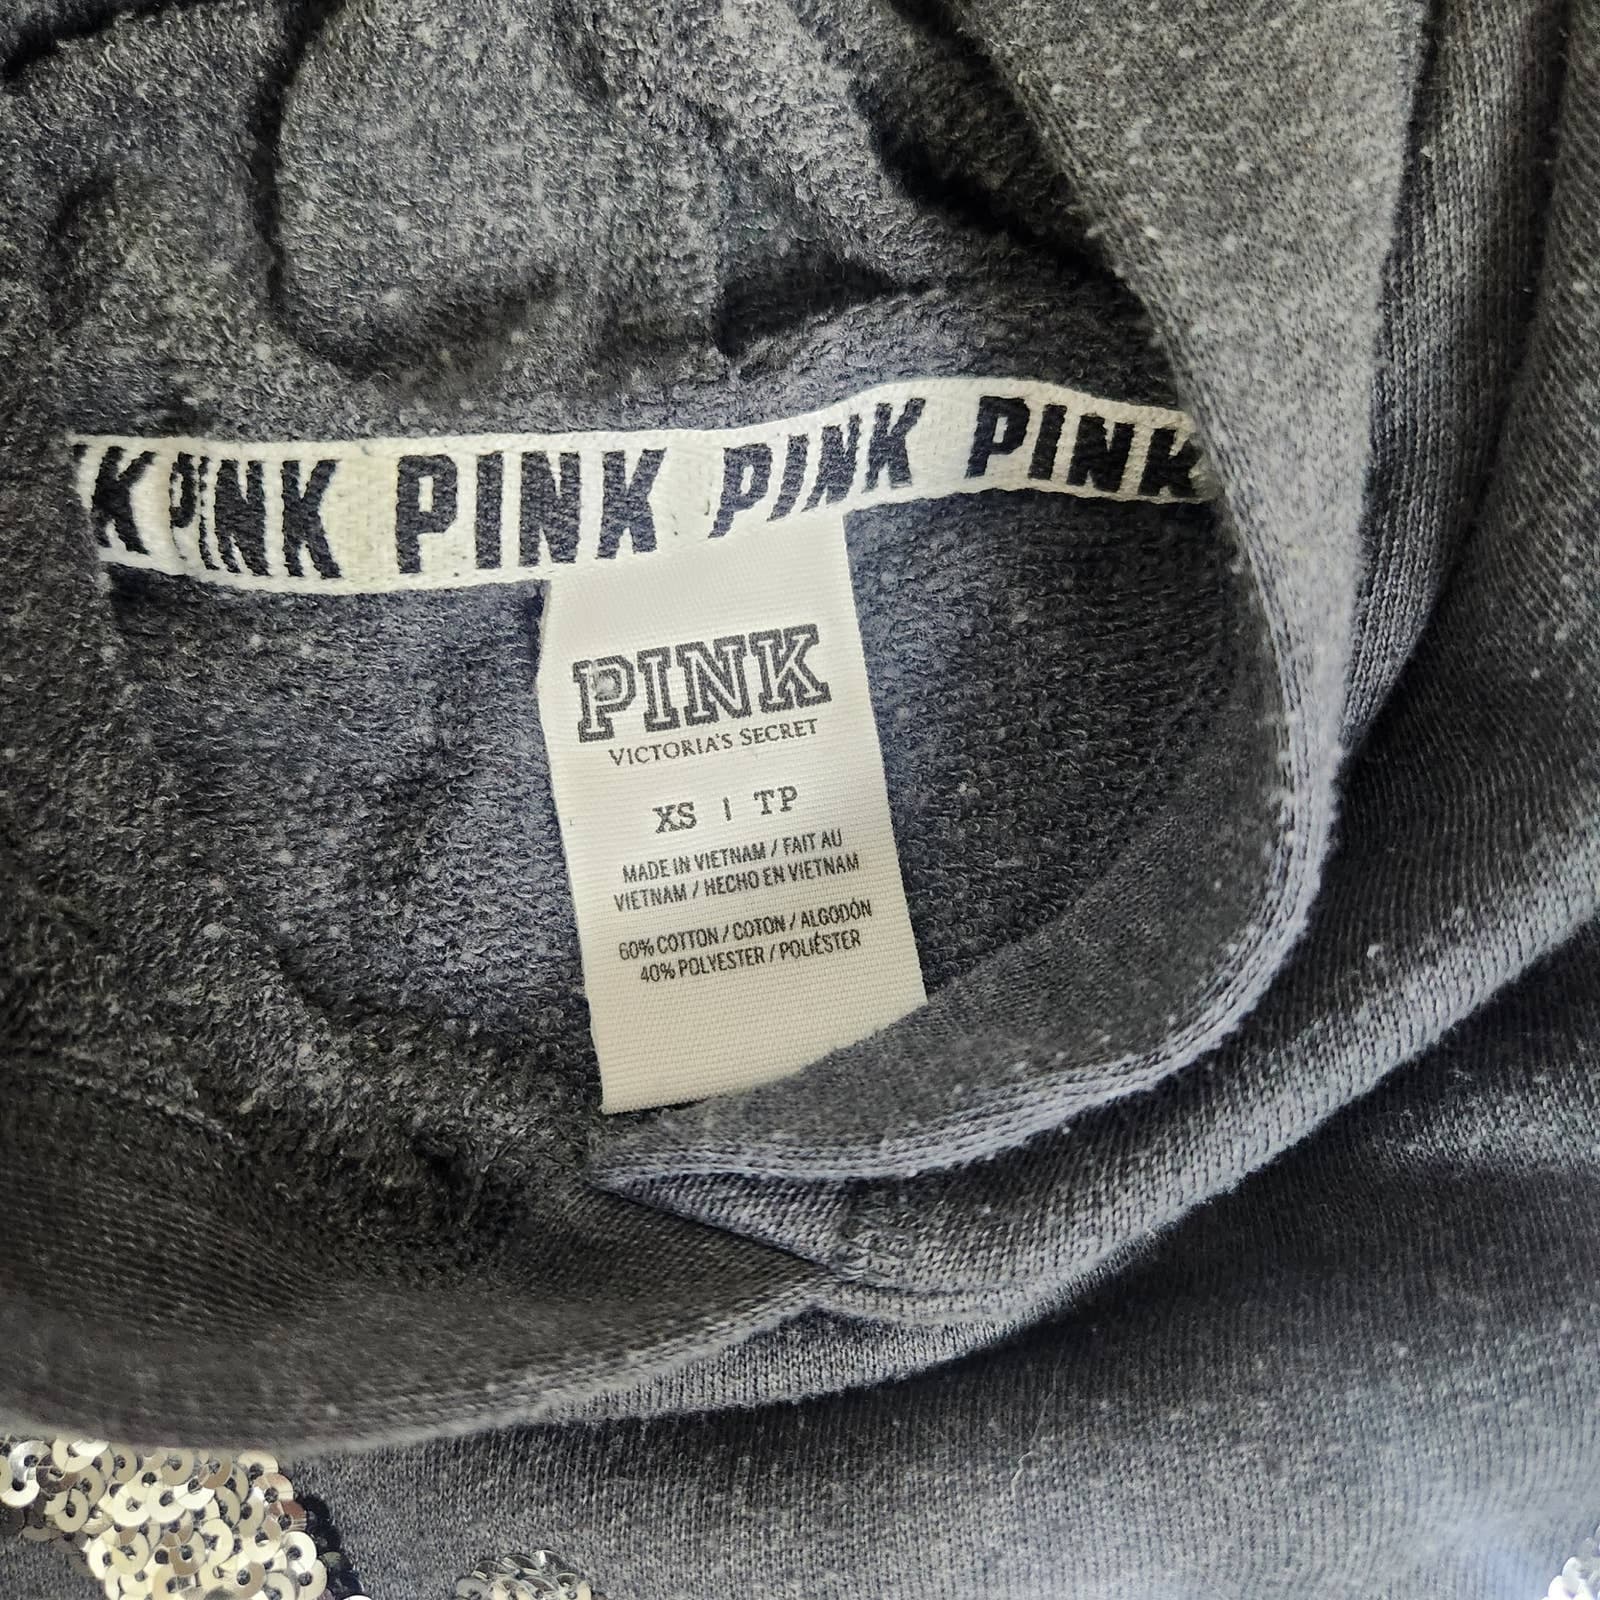 K PINK PINK PINK PINK
PINK
VICTORIA'S SECRET
XS | TP
MADE IN VIETNAM / FAIT AU
VIETNAM / HECHO EN VIETNAM
60% COTTON / COTON / ALGODÓN
40% POLYESTER / POLIÉSTER